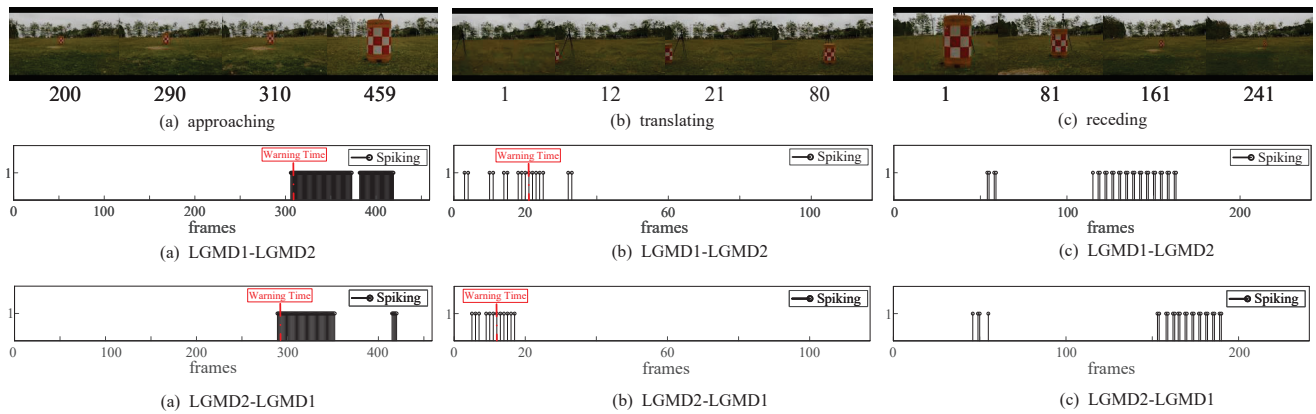 200 290 310 459
1 12 21 80
1 81 161 241
(a) approaching
(b) translating
(c) receding
Warning Time
Spiking
1
0 100 200 300 400
frames
(a) LGMD1-LGMD2
Warning Time
Spiking
1
0 20 60 80 100
frames
(b) LGMD1-LGMD2
Spiking
1
0 100 200
frames
(c) LGMD1-LGMD2
Warning Time
Spiking
1
0 100 200 300 400
frames
(a) LGMD2-LGMD1
Warning Time
Spiking
1
0 20 60 80 100
frames
(b) LGMD2-LGMD1
Spiking
1
0 100 200
frames
(c) LGMD2-LGMD1